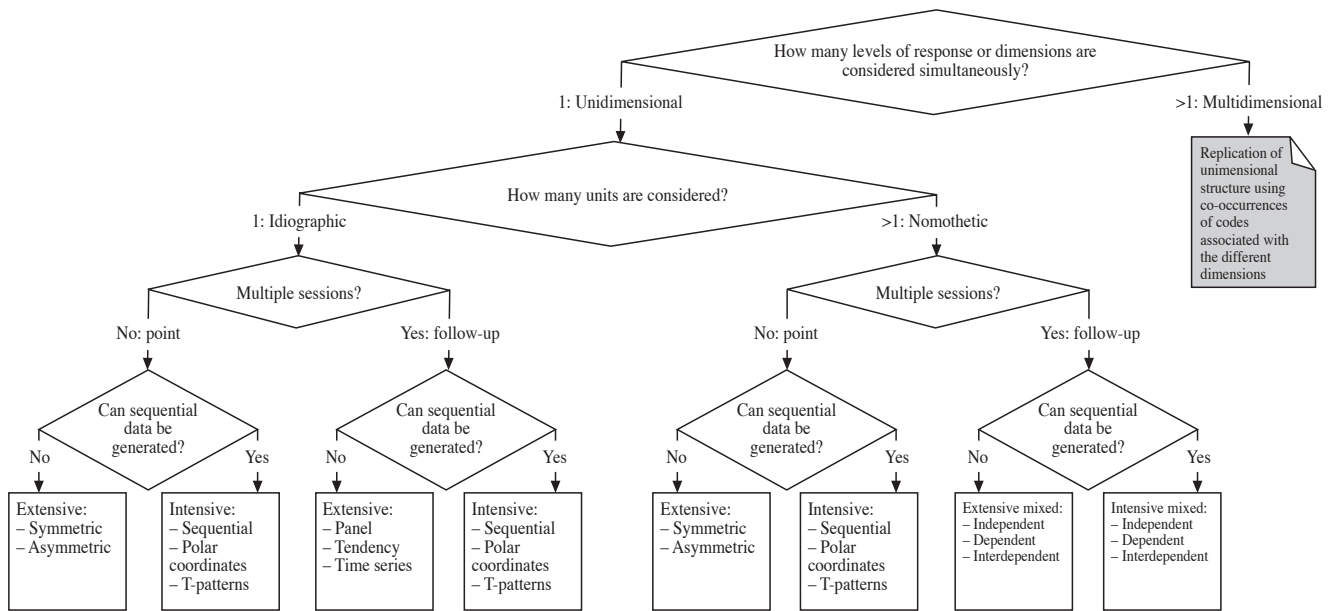 How many levels of response or dimensions are
considered simultaneously?
1: Unidimensional
>1: Multidimensional
Replication of
unimensional
structure using
co-occurrences
of codes
associated with
the different
dimensions
How many units are considered?
1: Idiographic
>1: Nomothetic
Multiple sessions?
Multiple sessions?
No: point
Yes: follow-up
No: point
Yes: follow-up
Can sequential
data be
generated?
Can sequential
data be
generated?
Can sequential
data be
generated?
Can sequential
data be
generated?
No
Yes
No
Yes
No
Yes
No
Yes
Extensive:
– Symmetric
– Asymmetric
Intensive:
– Sequential
– Polar
coordinates
– T-patterns
Extensive:
– Panel
– Tendency
– Time series
Intensive:
– Sequential
– Polar
coordinates
– T-patterns
Extensive:
– Symmetric
– Asymmetric
Intensive:
– Sequential
– Polar
coordinates
– T-patterns
Extensive mixed:
– Independent
– Dependent
– Interdependent
Intensive mixed:
– Independent
– Dependent
– Interdependent